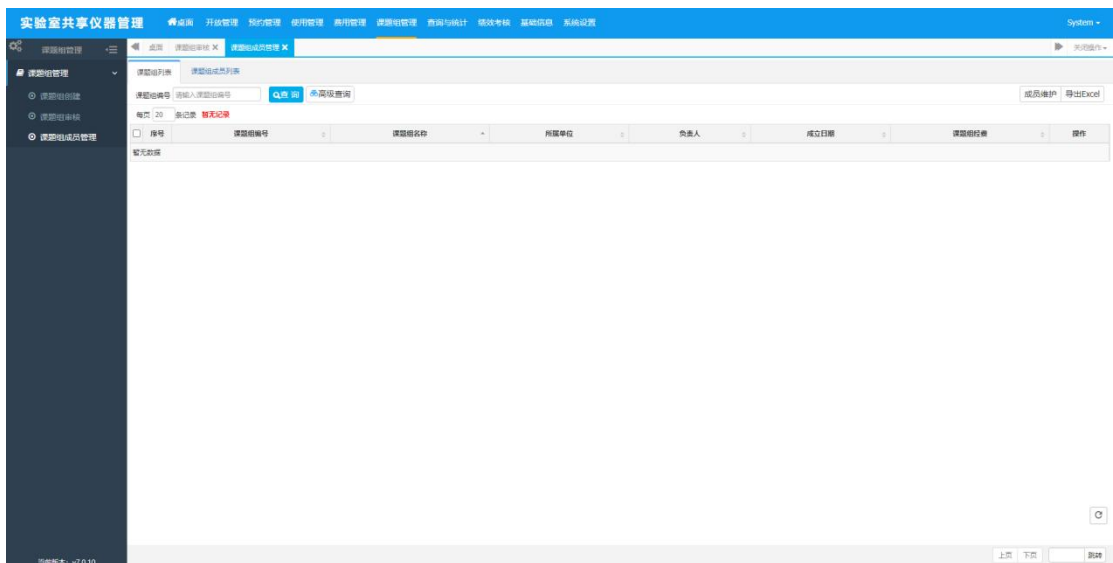 实验室共享仪器管理 桌面 开放管理 预约管理 使用管理 费用管理 课题组管理 查询与统计 绩效考核 基础信息 系统设置 System
课题组管理 桌面 课题组审核 课题组成员管理 关闭操作
课题组管理 课题组列表 课题组成员列表
课题组创建 课题组编号 请输入课题组编号 查 询 高级查询 成员维护 导出Excel
课题组审核 每页 20 条记录 暂无记录
课题组成员管理 序号 课题组编号 课题组名称 所属单位 负责人 成立日期 课题组经费 操作
暂无数据
当前版本：v7.0.10 上页 下页 跳转